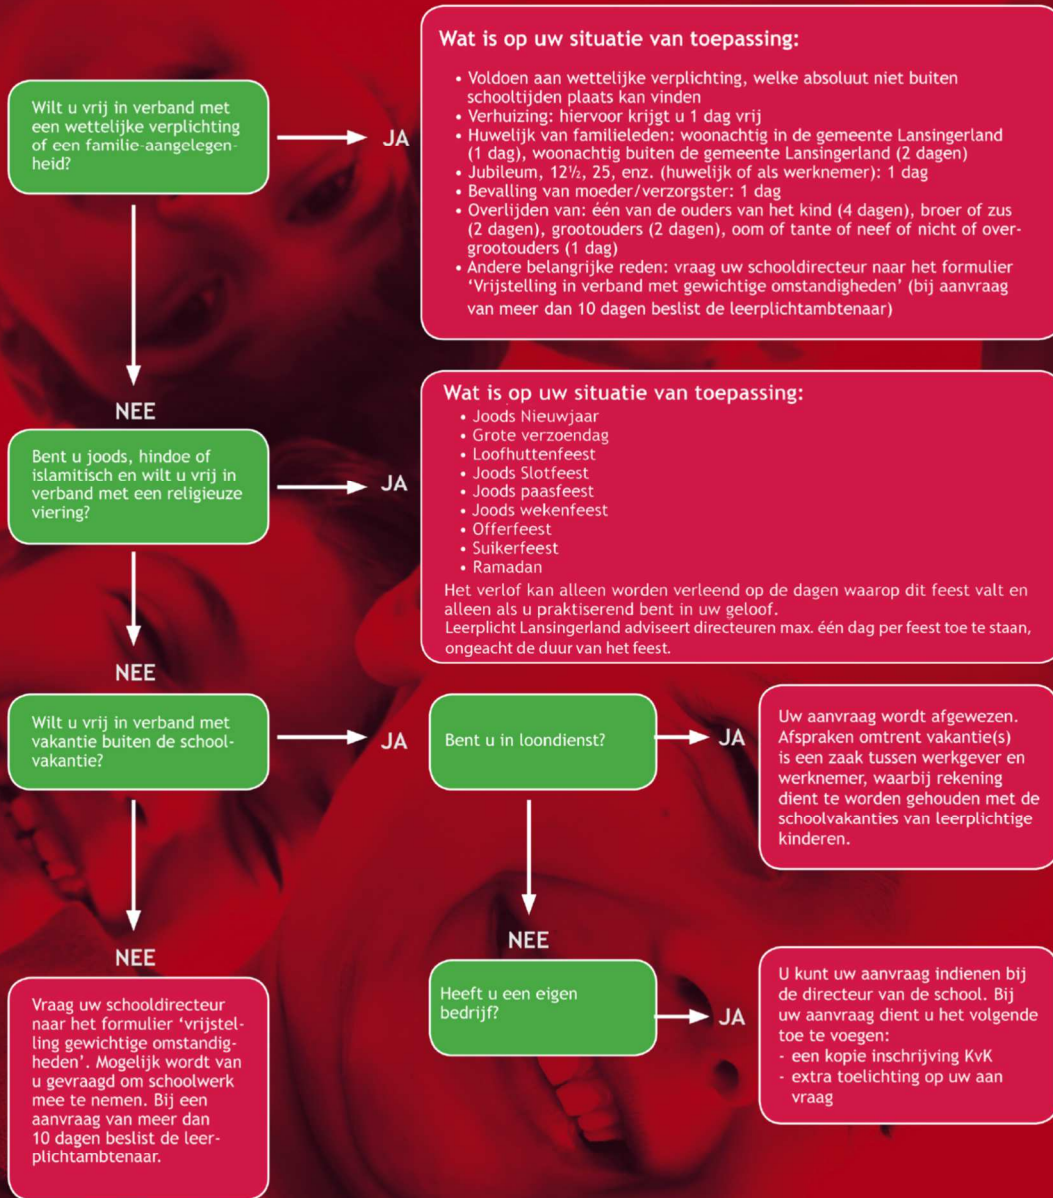 Wilt u vrij in verband met
een wettelijke verplichting
of een familie-aangelegen-
heid?
JA
Wat is op uw situatie van toepassing:
• Voldoen aan wettelijke verplichting, welke absoluut niet buiten
schooltijden plaats kan vinden
• Verhuizing: hiervoor krijgt u 1 dag vrij
• Huwelijk van familieleden: woonachtig in de gemeente Lansingerland
(1 dag), woonachtig buiten de gemeente Lansingerland (2 dagen)
• Jubileum, 12½, 25, enz. (huwelijk of als werknemer): 1 dag
• Bevalling van moeder/verzorgster: 1 dag
• Overlijden van: één van de ouders van het kind (4 dagen), broer of zus
(2 dagen), grootouders (2 dagen), oom of tante of neef of nicht of over-
grootouders (1 dag)
• Andere belangrijke reden: vraag uw schooldirecteur naar het formulier
‘Vrijstelling in verband met gewichtige omstandigheden’ (bij aanvraag
van meer dan 10 dagen beslist de leerplichtambtenaar)
NEE
Bent u joods, hindoe of
islamitisch en wilt u vrij in
verband met een religieuze
viering?
JA
Wat is op uw situatie van toepassing:
• Joods Nieuwjaar
• Grote verzoendag
• Loofhuttenfeest
• Joods Slotfeest
• Joods paasfeest
• Joods wekenfeest
• Offerfeest
• Suikerfeest
• Ramadan
Het verlof kan alleen worden verleend op de dagen waarop dit feest valt en
alleen als u praktiserend bent in uw geloof.
Leerplicht Lansingerland adviseert directeuren max. één dag per feest toe te staan,
ongeacht de duur van het feest.
NEE
Wilt u vrij in verband met
vakantie buiten de school-
vakantie?
JA
Bent u in loondienst?
JA
Uw aanvraag wordt afgewezen.
Afspraken omtrent vakantie(s)
is een zaak tussen werkgever en
werknemer, waarbij rekening
dient te worden gehouden met de
schoolvakanties van leerplichtige
kinderen.
NEE
Vraag uw schooldirecteur
naar het formulier ‘vrijstel-
ling gewichtige omstandig-
heden’. Mogelijk wordt van
u gevraagd om schoolwerk
mee te nemen. Bij een
aanvraag van meer dan
10 dagen beslist de leer-
plichtambtenaar.
NEE
Heeft u een eigen
bedrijf?
JA
U kunt uw aanvraag indienen bij
de directeur van de school. Bij
uw aanvraag dient u het volgende
toe te voegen:
- een kopie inschrijving KvK
- extra toelichting op uw aan
vraag